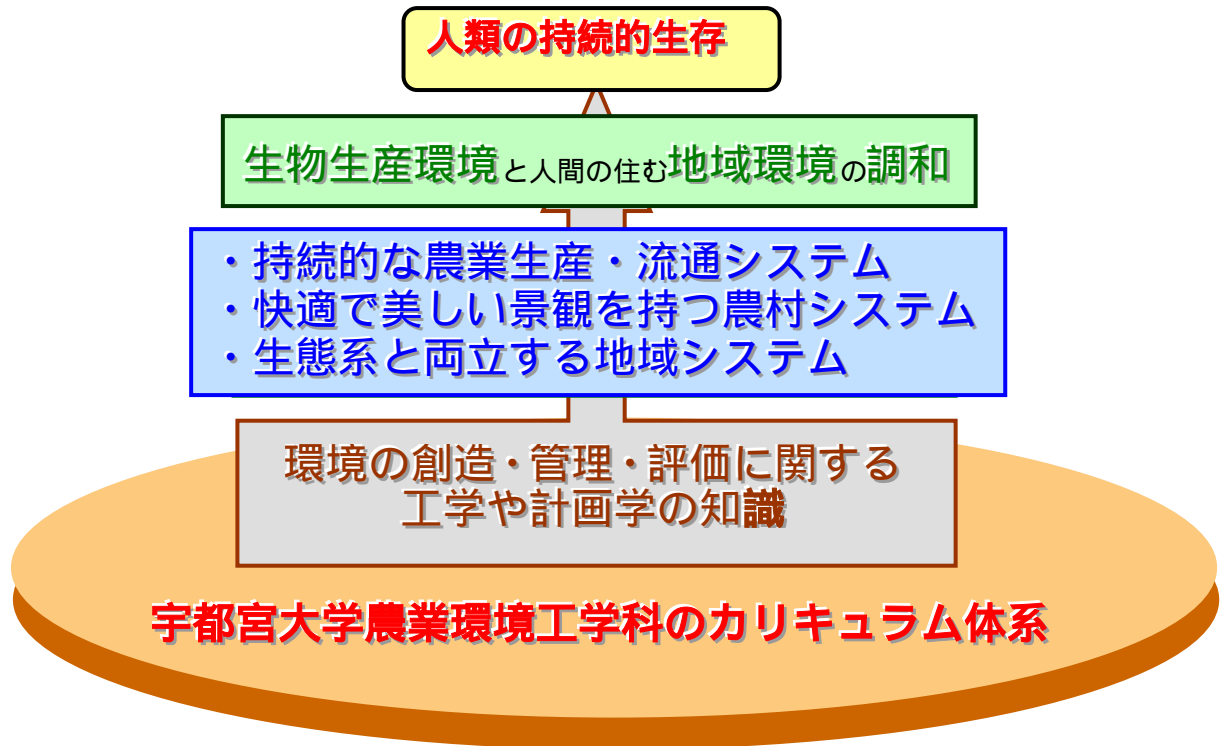 人類の持続的生存
生物生産環境と人間の住む地域環境の調和
・持続的な農業生産・流通システム
・快適で美しい景観を持つ農村システム
・生態系と両立する地域システム
環境の創造・管理・評価に関する
工学や計画学の知識
宇都宮大学農業環境工学科のカリキュラム体系